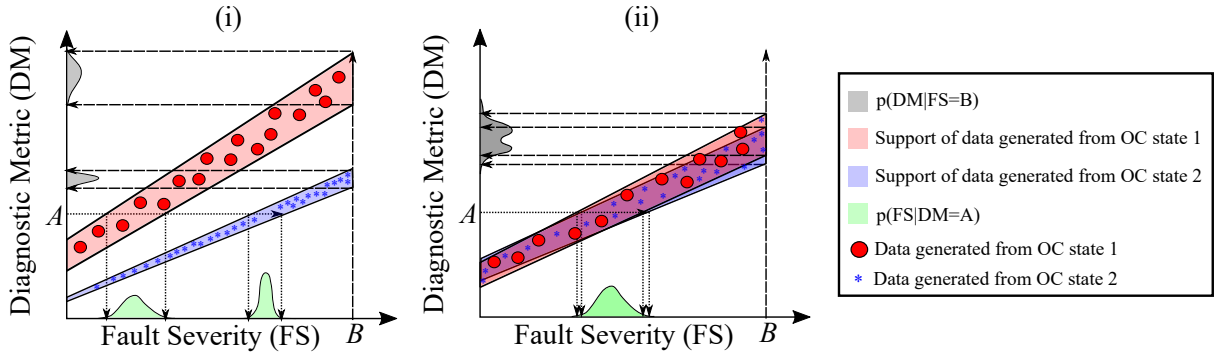 (i)
Diagnostic Metric (DM)
A
Fault Severity (FS)
B
(ii)
Diagnostic Metric (DM)
A
Fault Severity (FS)
B
p(DM|FS=B)
Support of data generated from OC state 1
Support of data generated from OC state 2
p(FS|DM=A)
Data generated from OC state 1
Data generated from OC state 2